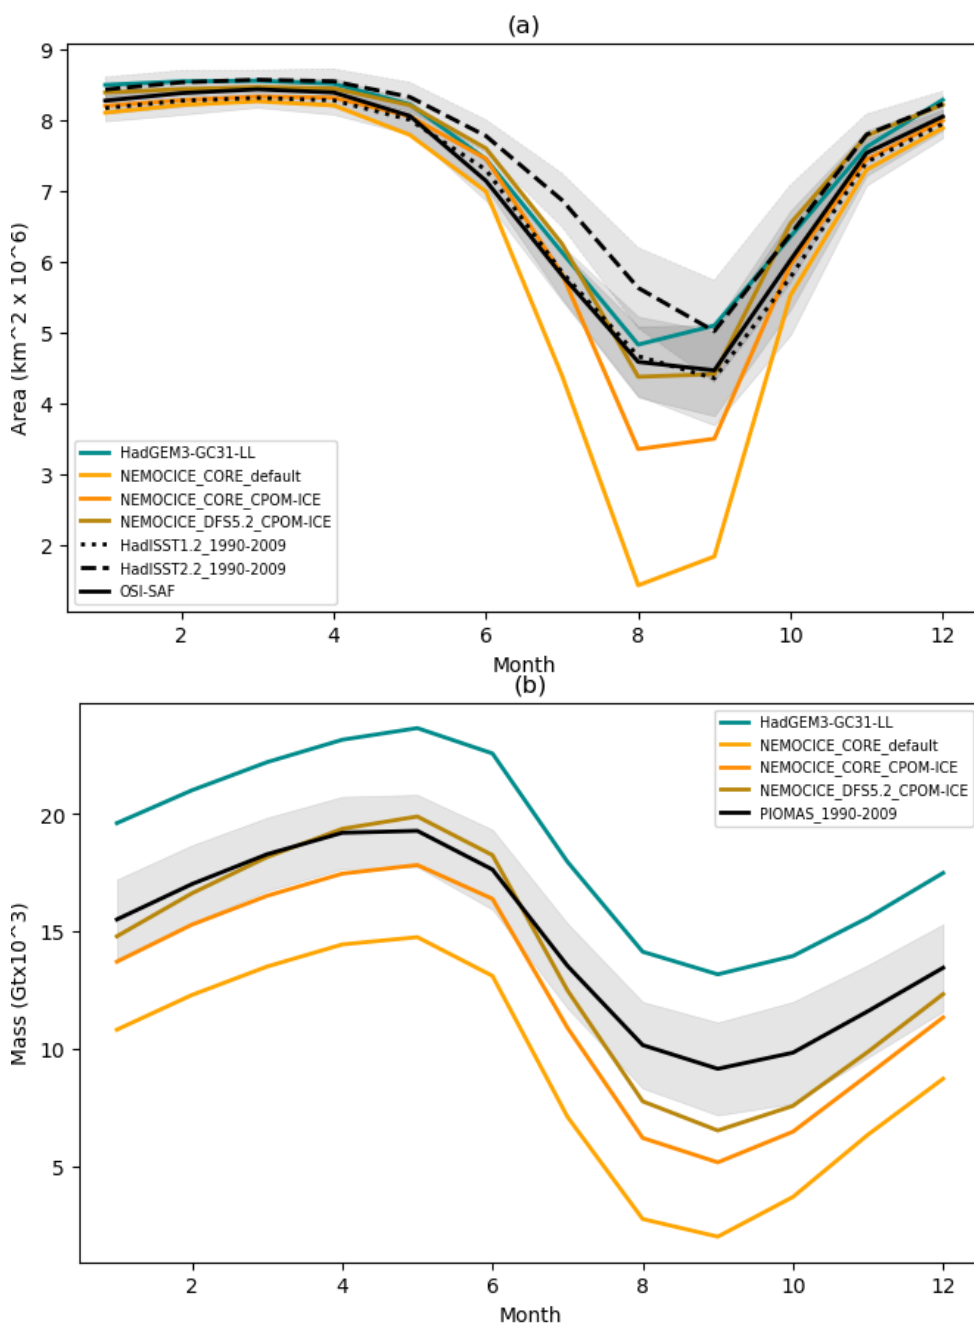 (a)
9
8
7
6
5
4
3
2
Area (km^2 x 10^6)
HadGEM3-GC31-LL
NEMOCICE_CORE_default
NEMOCICE_CORE_CPOM-ICE
NEMOCICE_DFS5.2_CPOM-ICE
HadISST1.2_1990-2009
HadISST2.2_1990-2009
OSI-SAF
2 4 6 8 10 12
Month
(b)
20
15
10
5
Mass (Gtx10^3)
HadGEM3-GC31-LL
NEMOCICE_CORE_default
NEMOCICE_CORE_CPOM-ICE
NEMOCICE_DFS5.2_CPOM-ICE
PIOMAS_1990-2009
2 4 6 8 10 12
Month